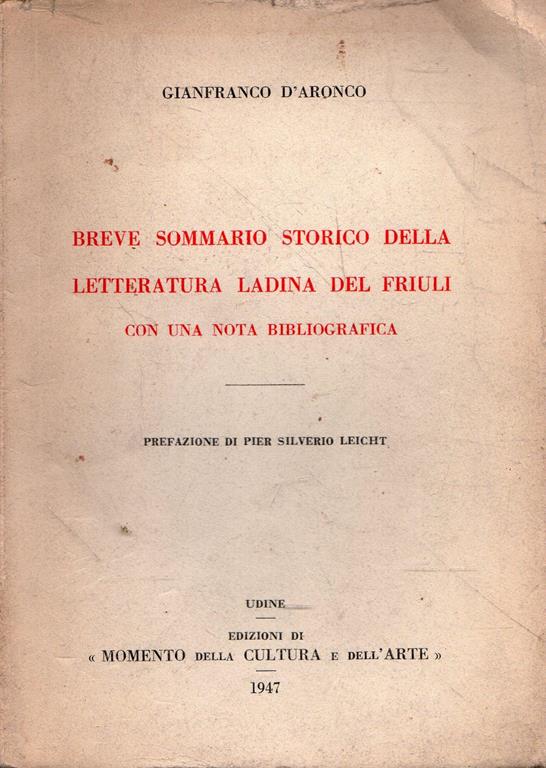 GIANFRANCO D'ARONCO
BREVE SOMMARIO STORICO DELLA
LETTERATURA LADINA DEL FRIULI
CON UNA NOTA BIBLIOGRAFICA
PREFAZIONE DI PIER SILVERIO LEICHT
UDINE
EDIZIONI DI
« MOMENTO DELLA CULTURA E DELL'ARTE »
1947